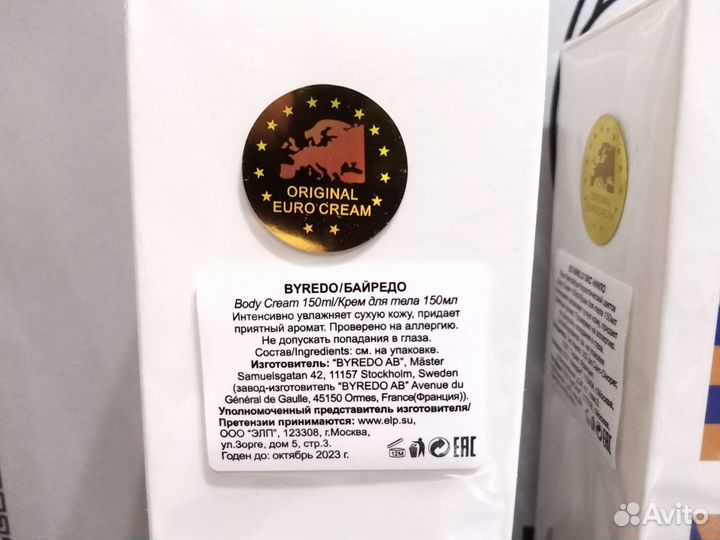 ORIGINAL
EURO CREAM
BYREDO/БАЙРЕДО
Body Cream 150ml/Крем для тела 150мл
Интенсивно увлажняет сухую кожу, придает
приятный аромат. Проверено на аллергию.
Не допускать попадания в глаза.
Состав/Ingredients: см. на упаковке.
Изготовитель: "BYREDO AB", Mäster
Samuelsgatan 42, 11157 Stockholm, Sweden
(завод-изготовитель "BYREDO AB" Avenue du
Général de Gaulle, 45150 Ormes, France(Франция)).
Уполномоченный представитель изготовителя/
Претензии принимаются: www.elp.su,
ООО "ЭЛП", 123308, г.Москва,
ул.Зорге, дом 5, стр.3.
Годен до: октябрь 2023 г.
12M
EAC
ORIGINAL
EURO CREAM
Avito